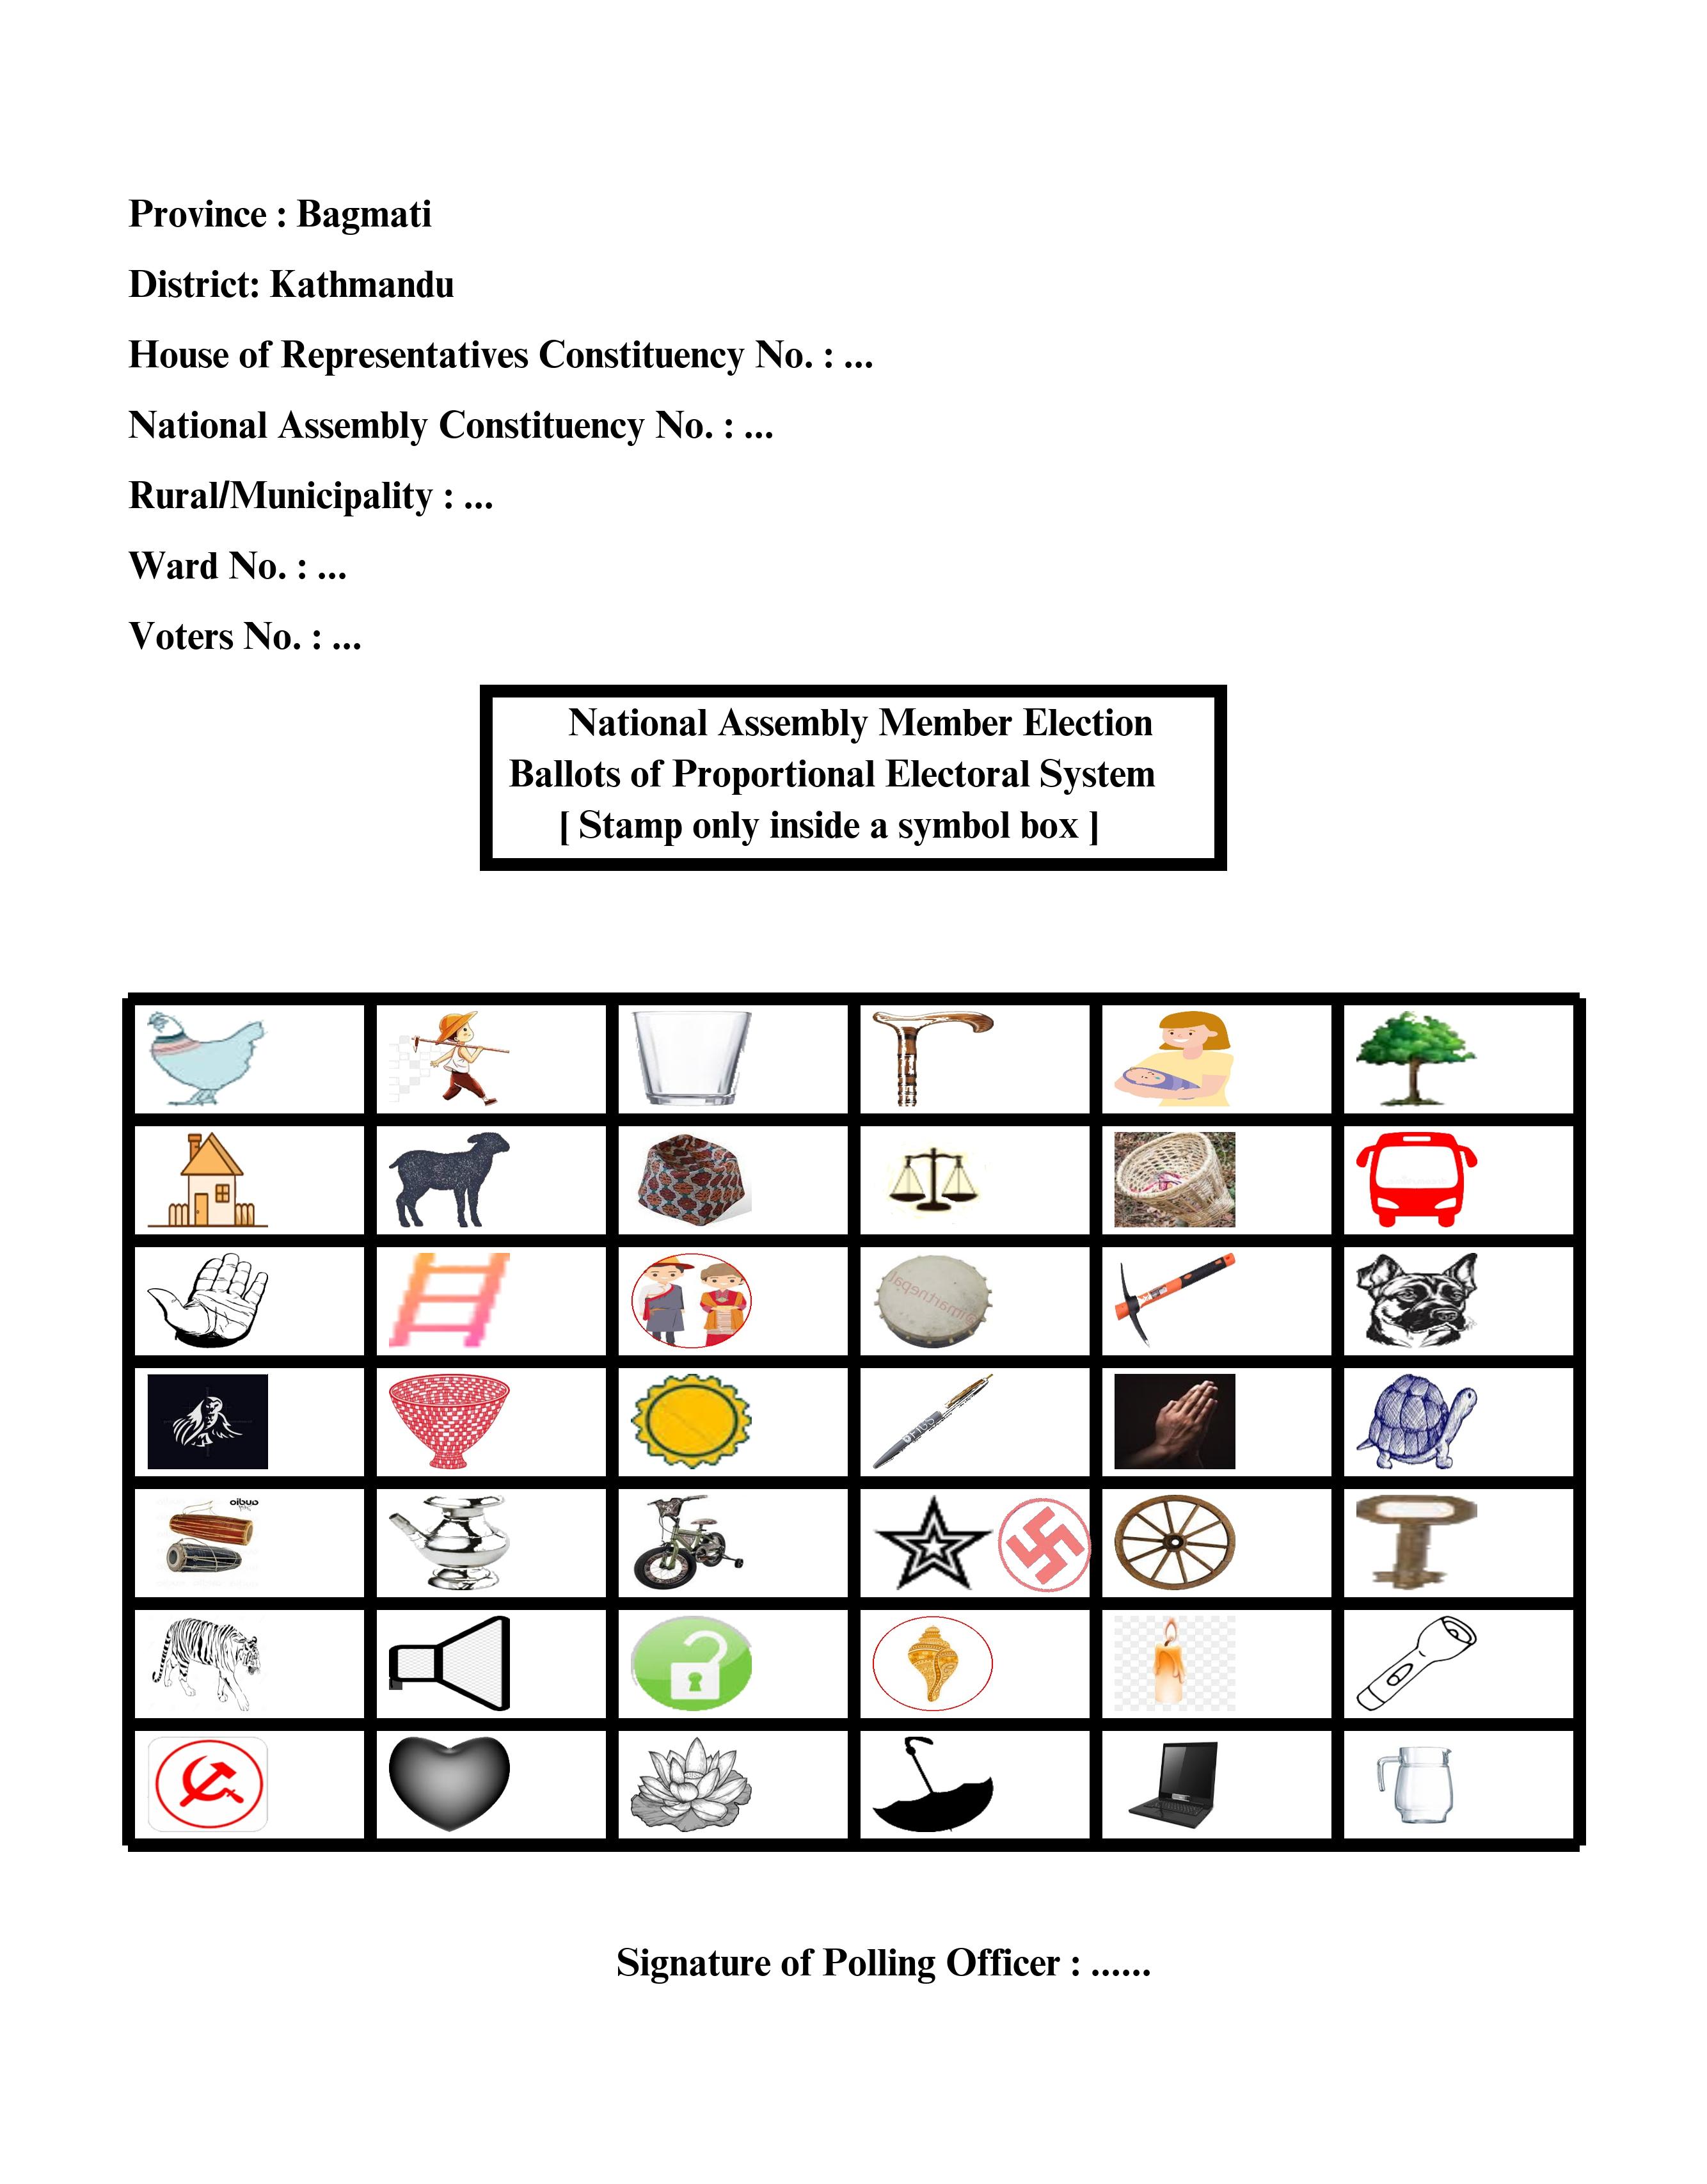 Province : Bagmati
District: Kathmandu
House of Representatives Constituency No. : ...
National Assembly Constituency No. : ...
Rural/Municipality : ...
Ward No. : ...
Voters No. : ...
National Assembly Member Election
Ballots of Proportional Electoral System
[ Stamp only inside a symbol box ]
Signature of Polling Officer : ......